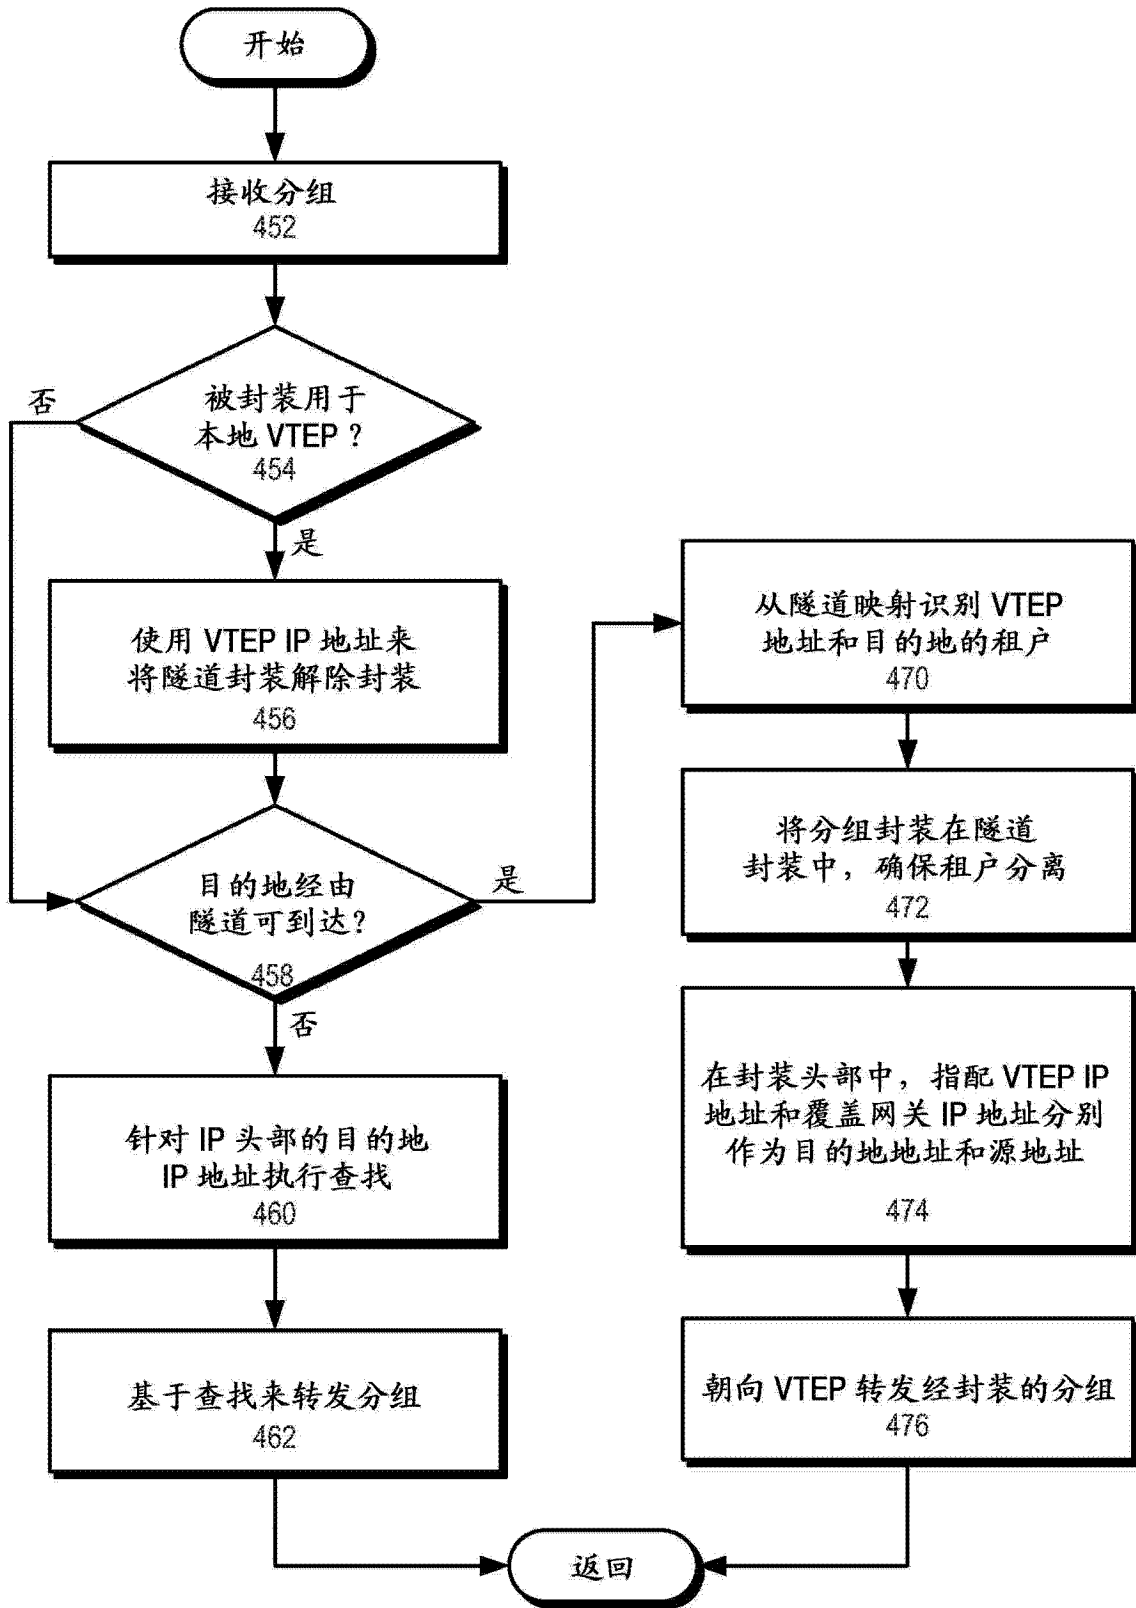 开始
接收分组
452
否
被封装用于
本地 VTEP？
454
是
使用 VTEP IP 地址来
将隧道封装解除封装
456
目的地经由
隧道可到达？
458
是
否
针对 IP 头部的目的地
IP 地址执行查找
460
基于查找来转发分组
462
从隧道映射识别 VTEP
地址和目的地的租户
470
将分组封装在隧道
封装中，确保租户分离
472
在封装头部中，指配 VTEP IP
地址和覆盖网关 IP 地址分别
作为目的地地址和源地址
474
朝向 VTEP 转发经封装的分组
476
返回